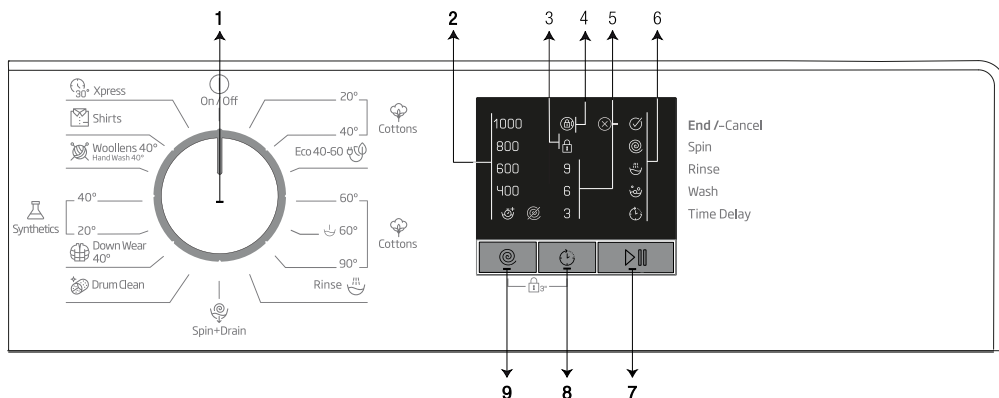 1 2 3 4 5 6
On / Off
30° Xpress
Shirts
Woollens 40°
Hand Wash 40°
40°
Synthetics
20°
Down Wear
40°
Drum Clean
Spin+Drain
20°
40°
Cottons
Eco 40-60
60°
60°
Cottons
90°
Rinse
1000
800
600 9
400 6
3
End /-Cancel
Spin
Rinse
Wash
Time Delay
3"
9 8 7